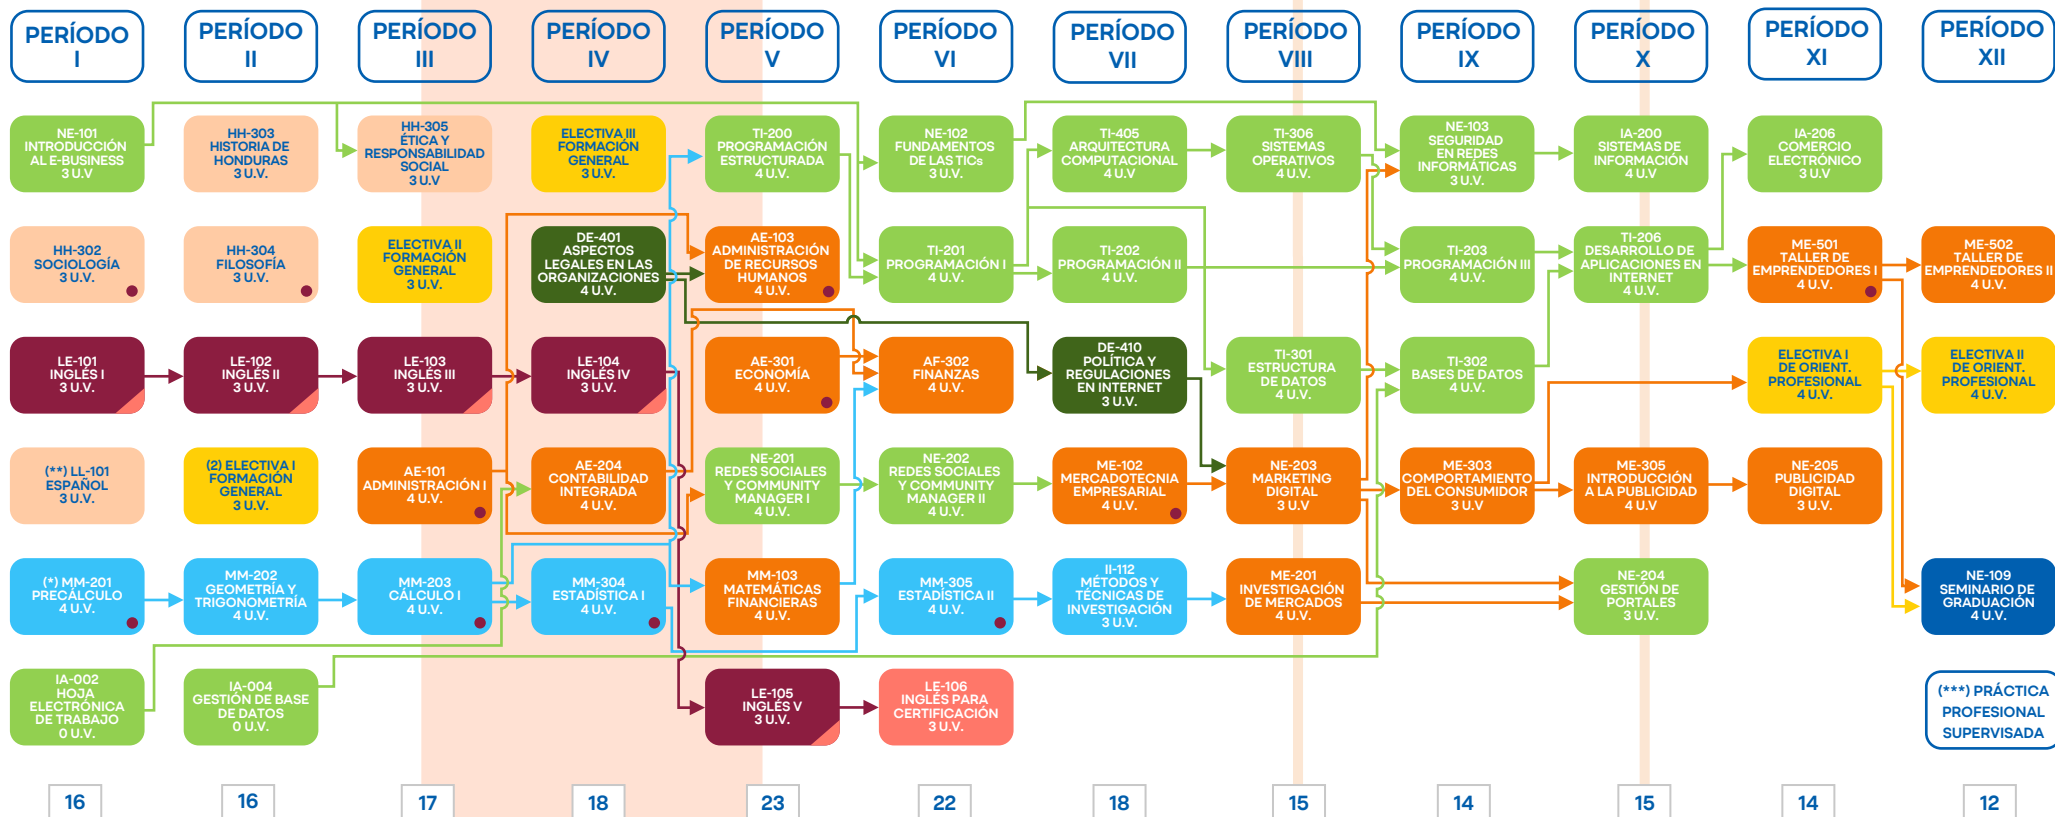 PERÍODO
I
PERÍODO
II
PERÍODO
III
PERÍODO
IV
PERÍODO
V
PERÍODO
VI
PERÍODO
VII
PERÍODO
VIII
PERÍODO
IX
PERÍODO
X
PERÍODO
XI
PERÍODO
XII
NE-101
INTRODUCCIÓN
AL E-BUSINESS
3 U.V
HH-303
HISTORIA DE
HONDURAS
3 U.V.
HH-305
ÉTICA Y
RESPONSABILIDAD
SOCIAL
3 U.V
ELECTIVA III
FORMACIÓN
GENERAL
3 U.V.
TI-200
PROGRAMACIÓN
ESTRUCTURADA
4 U.V.
NE-102
FUNDAMENTOS
DE LAS TICs
3 U.V.
TI-405
ARQUITECTURA
COMPUTACIONAL
4 U.V
TI-306
SISTEMAS
OPERATIVOS
4 U.V.
NE-103
SEGURIDAD
EN REDES
INFORMÁTICAS
3 U.V.
IA-200
SISTEMAS DE
INFORMACIÓN
4 U.V
IA-206
COMERCIO
ELECTRÓNICO
3 U.V
HH-302
SOCIOLOGÍA
3 U.V.
HH-304
FILOSOFÍA
3 U.V.
ELECTIVA II
FORMACIÓN
GENERAL
3 U.V.
DE-401
ASPECTOS
LEGALES EN LAS
ORGANIZACIONES
4 U.V.
AE-103
ADMINISTRACIÓN
DE RECURSOS
HUMANOS
4 U.V.
TI-201
PROGRAMACIÓN I
4 U.V.
TI-202
PROGRAMACIÓN II
4 U.V.
TI-203
PROGRAMACIÓN III
4 U.V.
TI-206
DESARROLLO DE
APLICACIONES EN
INTERNET
4 U.V.
ME-501
TALLER DE
EMPRENDEDORES I
4 U.V.
ME-502
TALLER DE
EMPRENDEDORES II
4 U.V.
LE-101
INGLÉS I
3 U.V.
LE-102
INGLÉS II
3 U.V.
LE-103
INGLÉS III
3 U.V.
LE-104
INGLÉS IV
3 U.V.
AE-301
ECONOMÍA
4 U.V.
AF-302
FINANZAS
4 U.V.
DE-410
POLÍTICA Y
REGULACIONES
EN INTERNET
3 U.V.
TI-301
ESTRUCTURA
DE DATOS
4 U.V.
TI-302
BASES DE DATOS
4 U.V.
ELECTIVA I
DE ORIENT.
PROFESIONAL
4 U.V.
ELECTIVA II
DE ORIENT.
PROFESIONAL
4 U.V.
(**) LL-101
ESPAÑOL
3 U.V.
(2) ELECTIVA I
FORMACIÓN
GENERAL
3 U.V.
AE-101
ADMINISTRACIÓN I
4 U.V.
AE-204
CONTABILIDAD
INTEGRADA
4 U.V.
NE-201
REDES SOCIALES
Y COMMUNITY
MANAGER I
4 U.V.
NE-202
REDES SOCIALES
Y COMMUNITY
MANAGER II
4 U.V.
ME-102
MERCADOTECNIA
EMPRESARIAL
4 U.V.
NE-203
MARKETING
DIGITAL
3 U.V
ME-303
COMPORTAMIENTO
DEL CONSUMIDOR
3 U.V
ME-305
INTRODUCCIÓN
A LA PUBLICIDAD
4 U.V
NE-205
PUBLICIDAD
DIGITAL
3 U.V.
(*) MM-201
PRECÁLCULO
4 U.V.
MM-202
GEOMETRÍA Y
TRIGONOMETRÍA
4 U.V.
MM-203
CÁLCULO I
4 U.V.
MM-304
ESTADÍSTICA I
4 U.V.
MM-103
MATEMÁTICAS
FINANCIERAS
4 U.V.
MM-305
ESTADÍSTICA II
4 U.V.
II-112
MÉTODOS Y
TÉCNICAS DE
INVESTIGACIÓN
3 U.V.
ME-201
INVESTIGACIÓN
DE MERCADOS
4 U.V.
NE-204
GESTIÓN DE
PORTALES
3 U.V.
NE-109
SEMINARIO DE
GRADUACIÓN
4 U.V.
IA-002
HOJA
ELECTRÓNICA
DE TRABAJO
0 U.V.
IA-004
GESTIÓN DE BASE
DE DATOS
0 U.V.
LE-105
INGLÉS V
3 U.V.
LE-106
INGLÉS PARA
CERTIFICACIÓN
3 U.V.
(***) PRÁCTICA
PROFESIONAL
SUPERVISADA
16
16
17
18
23
22
18
15
14
15
14
12